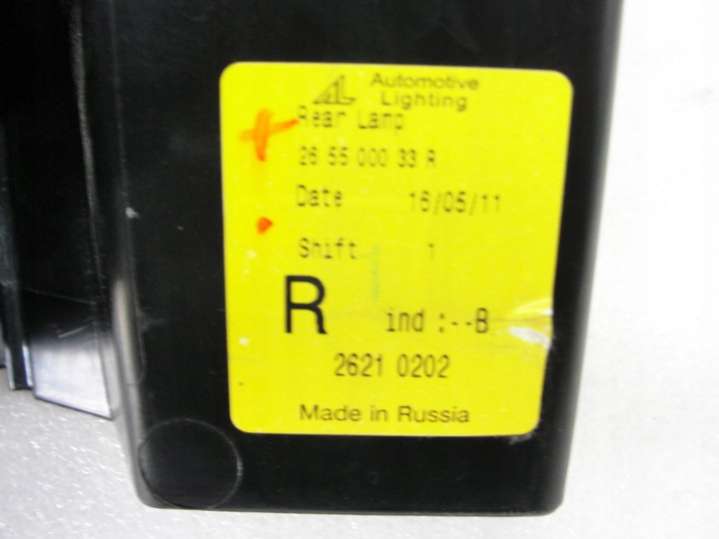 AL Automotive
Lighting
Rear Lamp
26 55 000 33 R
Date 16/05/11
Shift 1
R ind :--B
2621 0202
Made in Russia